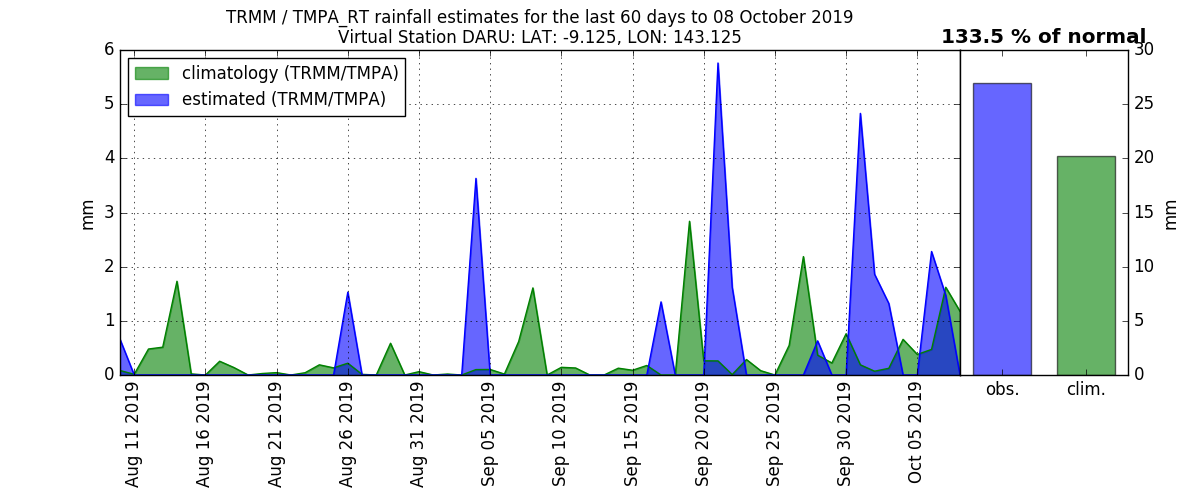 TRMM / TMPA_RT rainfall estimates for the last 60 days to 08 October 2019
Virtual Station DARU: LAT: -9.125, LON: 143.125
133.5 % of normal
climatology (TRMM/TMPA)
estimated (TRMM/TMPA)
6
5
4
3
2
1
0
mm
30
25
20
15
10
5
0
mm
Aug 11 2019
Aug 16 2019
Aug 21 2019
Aug 26 2019
Aug 31 2019
Sep 05 2019
Sep 10 2019
Sep 15 2019
Sep 20 2019
Sep 25 2019
Sep 30 2019
Oct 05 2019
obs.
clim.